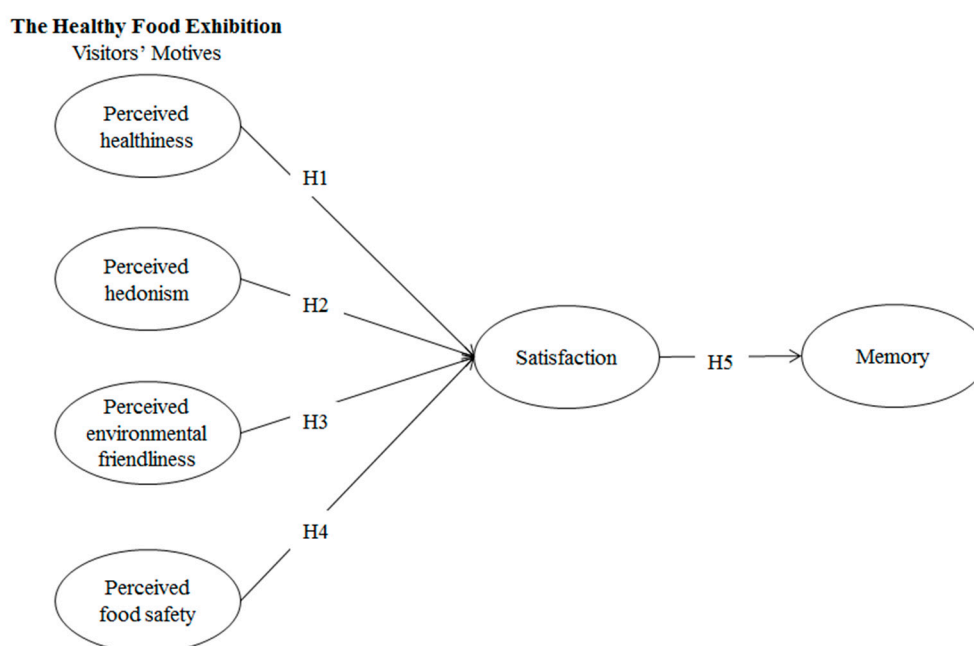 The Healthy Food Exhibition
Visitors’ Motives
Perceived
healthiness
H1
Perceived
hedonism
H2
Perceived
environmental
friendliness
H3
Perceived
food safety
H4
Satisfaction
H5
Memory